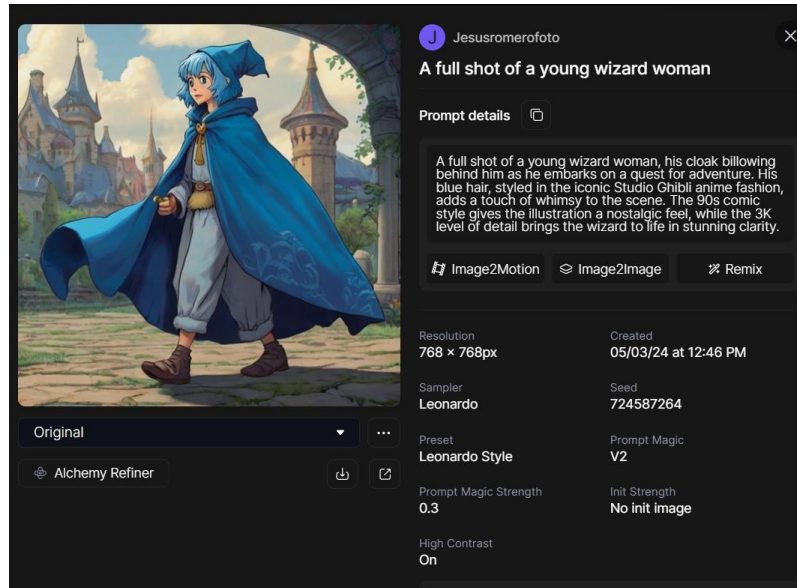 J Jesusromerofoto
A full shot of a young wizard woman
Prompt details
A full shot of a young wizard woman, his cloak billowing
behind him as he embarks on a quest for adventure. His
blue hair, styled in the iconic Studio Ghibli anime fashion,
adds a touch of whimsy to the scene. The 90s comic
style gives the illustration a nostalgic feel, while the 3K
level of detail brings the wizard to life in stunning clarity.
Image2Motion Image2Image Remix
Resolution Created
768 × 768px 05/03/24 at 12:46 PM
Sampler Seed
Leonardo 724587264
Preset Prompt Magic
Leonardo Style V2
Prompt Magic Strength Init Strength
0.3 No init image
High Contrast
On
Original
Alchemy Refiner